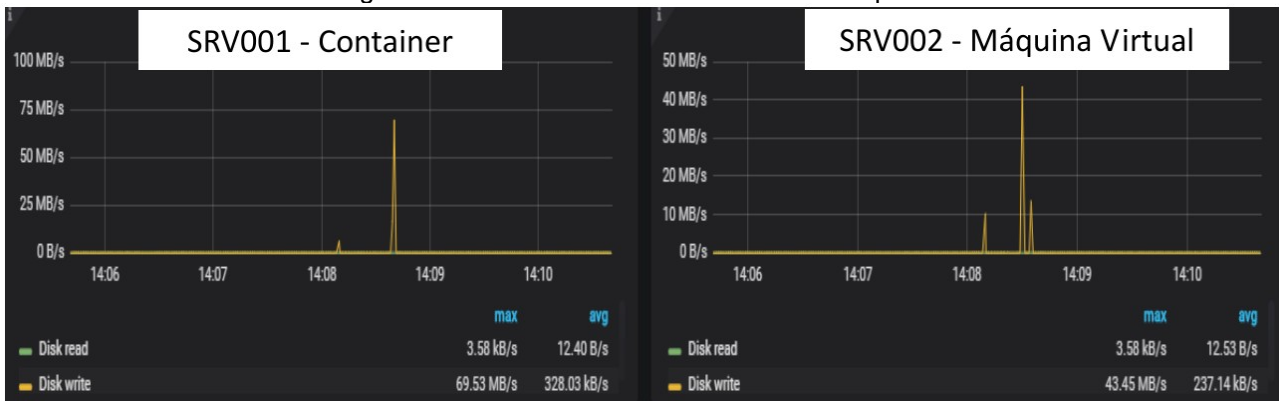 SRV001 - Container
100 MB/s
75 MB/s
50 MB/s
25 MB/s
0 B/s
14:06 14:07 14:08 14:09 14:10
max avg
Disk read 3.58 kB/s 12.40 B/s
Disk write 69.53 MB/s 328.03 kB/s
SRV002 - Máquina Virtual
50 MB/s
40 MB/s
30 MB/s
20 MB/s
10 MB/s
0 B/s
14:06 14:07 14:08 14:09 14:10
max avg
Disk read 3.58 kB/s 12.53 B/s
Disk write 43.45 MB/s 237.14 kB/s